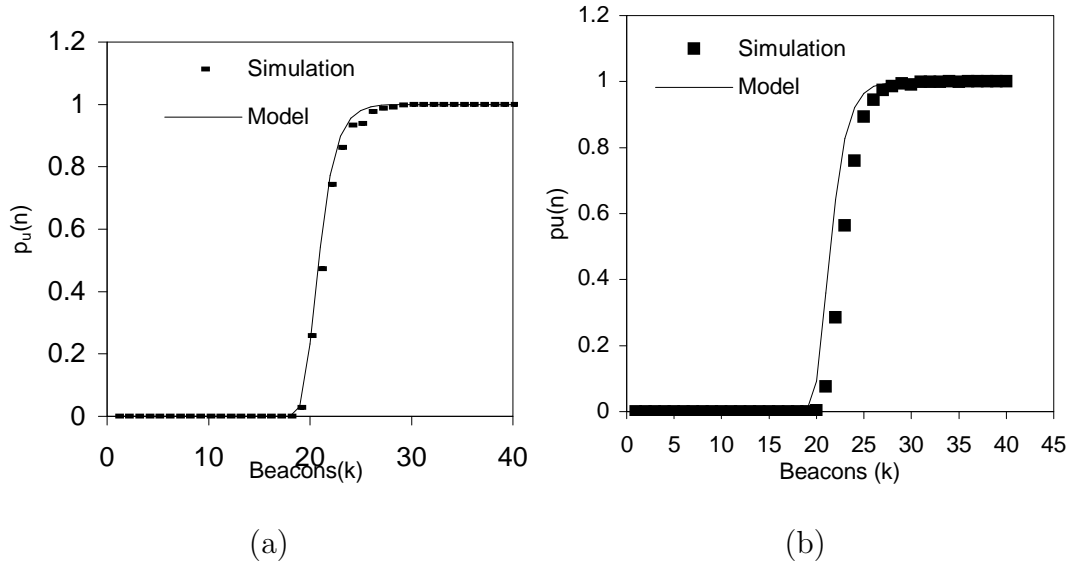 1.2
1
0.8
0.6
0.4
0.2
0
0 10 20 30 40
pᵤ(n)
Beacons(k)
Simulation
Model
(a)
1.2
1
0.8
0.6
0.4
0.2
0
0 5 10 15 20 25 30 35 40 45
pu(n)
Beacons (k)
Simulation
Model
(b)